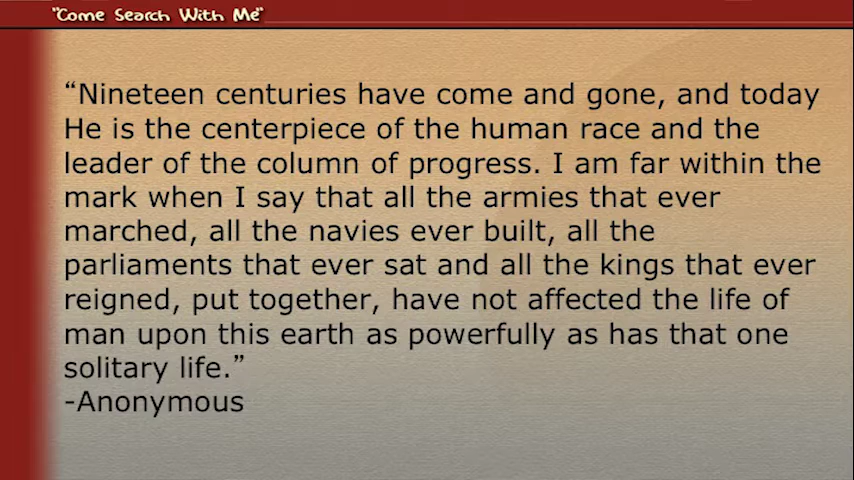 "Come Search With Me"
“Nineteen centuries have come and gone, and today
He is the centerpiece of the human race and the
leader of the column of progress. I am far within the
mark when I say that all the armies that ever
marched, all the navies ever built, all the
parliaments that ever sat and all the kings that ever
reigned, put together, have not affected the life of
man upon this earth as powerfully as has that one
solitary life.”
-Anonymous